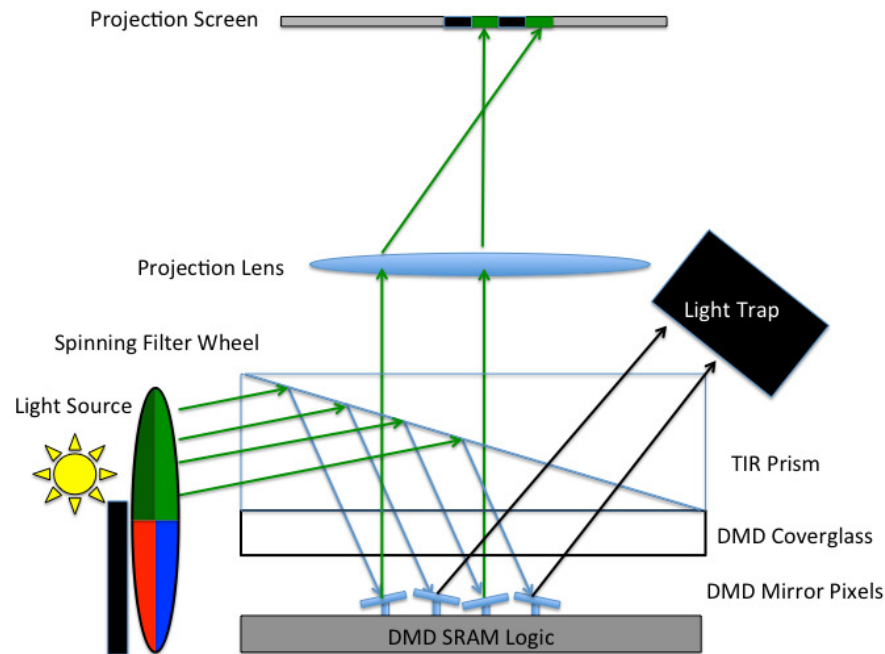 Projection Screen
Projection Lens
Light Trap
Spinning Filter Wheel
Light Source
TIR Prism
DMD Coverglass
DMD Mirror Pixels
DMD SRAM Logic